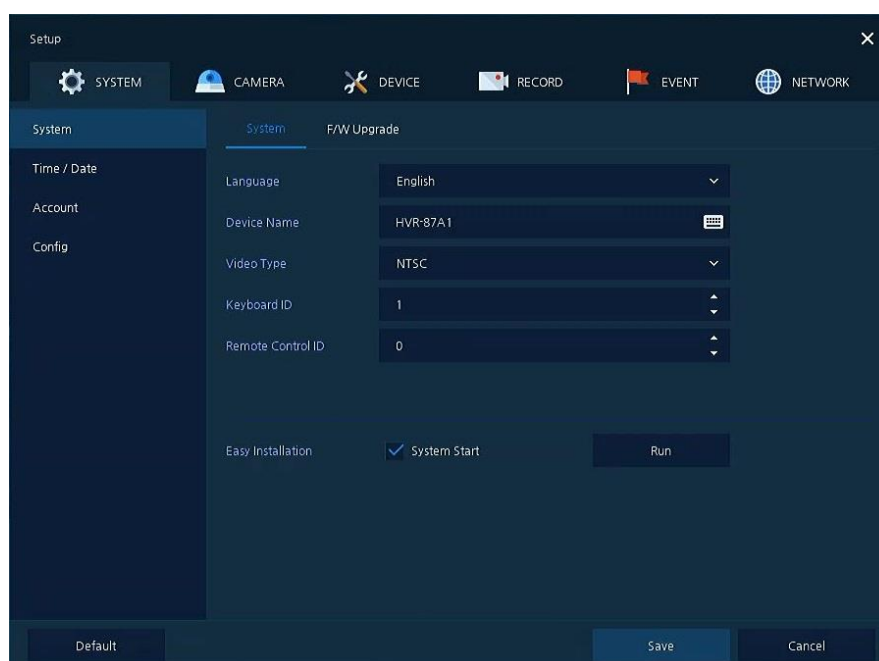 Setup
SYSTEM CAMERA DEVICE RECORD EVENT NETWORK
System
Time / Date
Account
Config
System F/W Upgrade
Language English
Device Name HVR-87A1
Video Type NTSC
Keyboard ID 1
Remote Control ID 0
Easy Installation System Start Run
Default Save Cancel